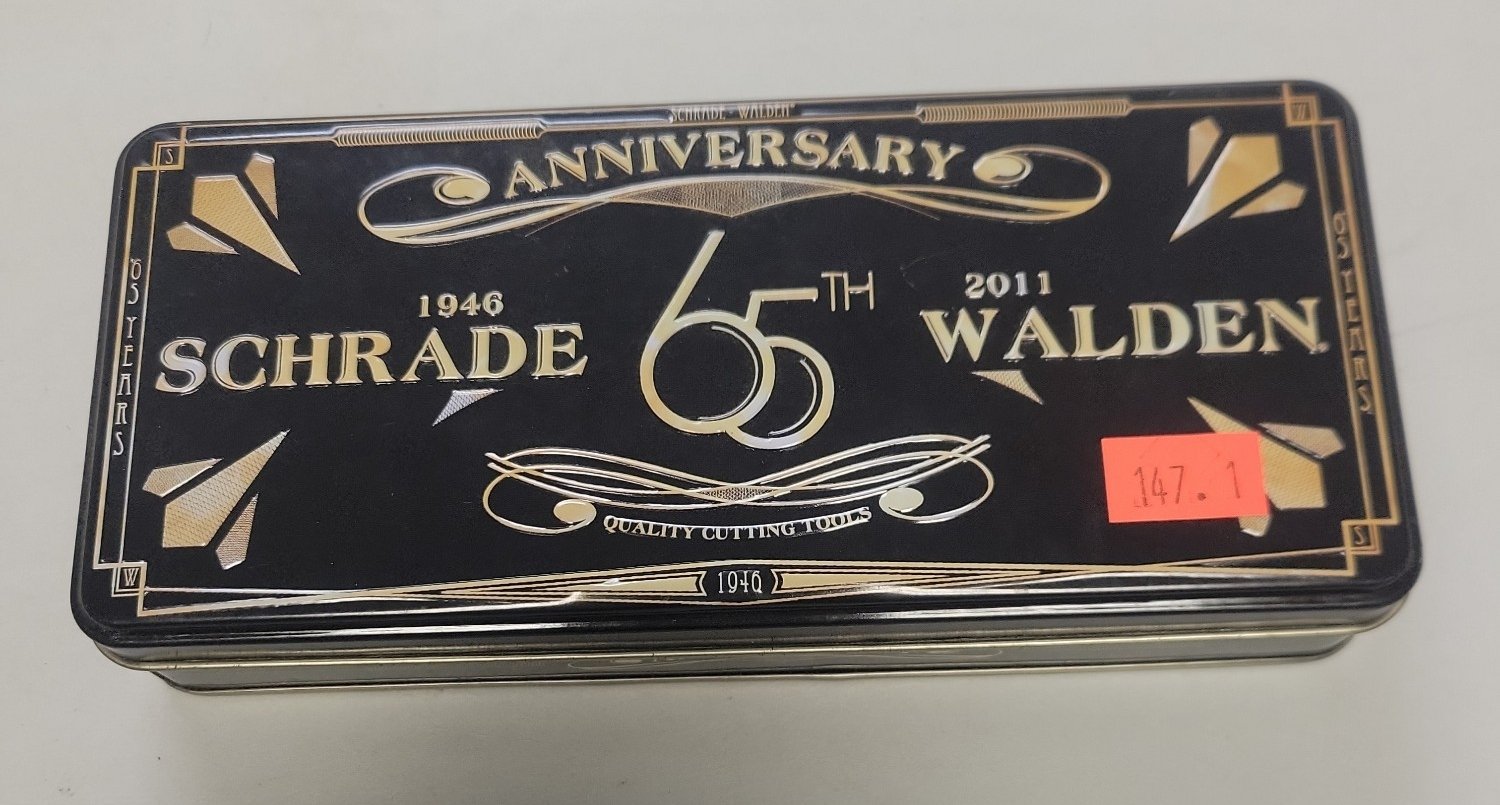 SCHRADE - WALDEN
S
W
ANNIVERSARY
65 YEARS
65 YEARS
1946
SCHRADE
65TH
2011
WALDEN
147.1
QUALITY CUTTING TOOLS
W
1946
S